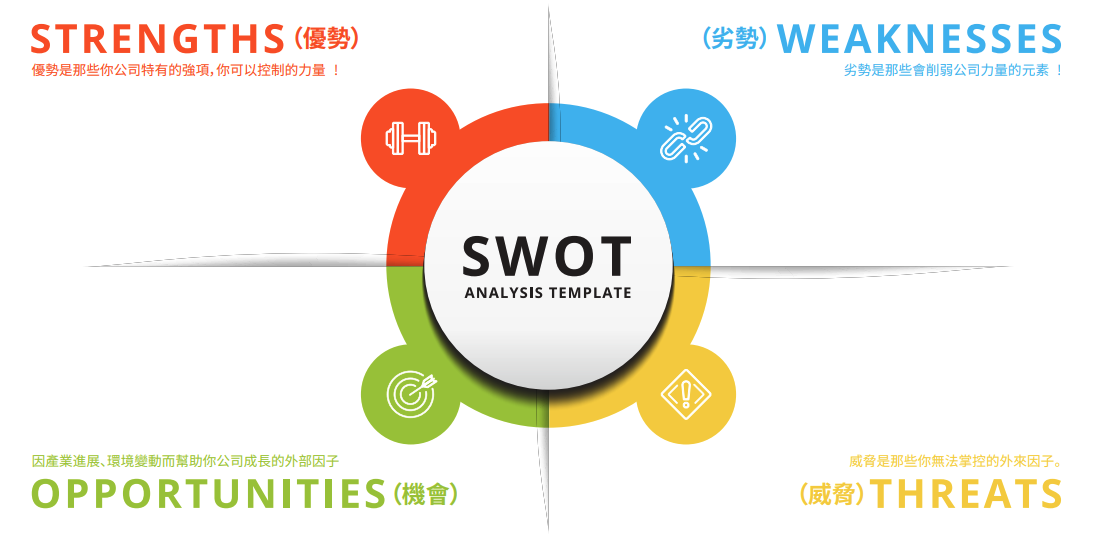 STRENGTHS（優勢）
優勢是那些你公司特有的強項，你可以控制的力量 ！
（劣勢）WEAKNESSES
劣勢是那些會削弱公司力量的元素 ！
SWOT
ANALYSIS TEMPLATE
因產業進展、環境變動而幫助你公司成長的外部因子
OPPORTUNITIES（機會）
威脅是那些你無法掌控的外來因子。
（威脅）THREATS